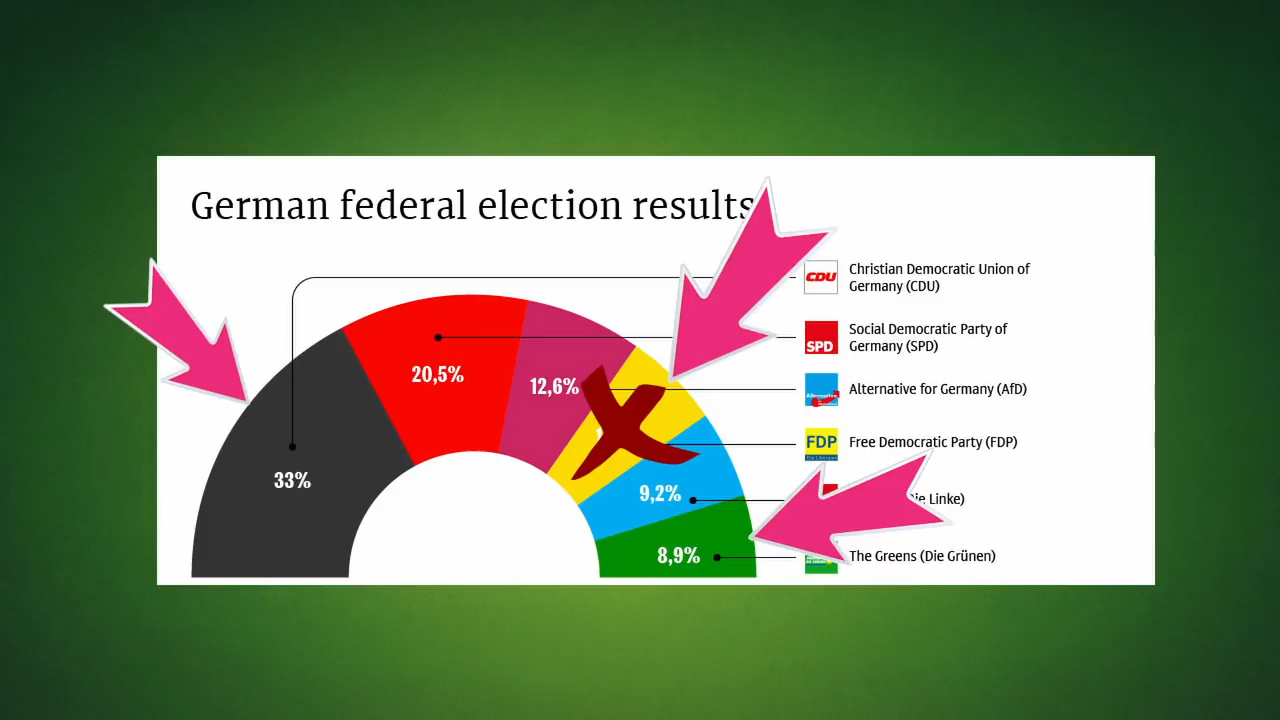 German federal election results
CDU
Christian Democratic Union of
Germany (CDU)
SPD
Social Democratic Party of
Germany (SPD)
Alternative for Germany (AfD)
FDP
Free Democratic Party (FDP)
Die Linke)
The Greens (Die Grünen)
33%
20,5%
12,6%
9,2%
8,9%